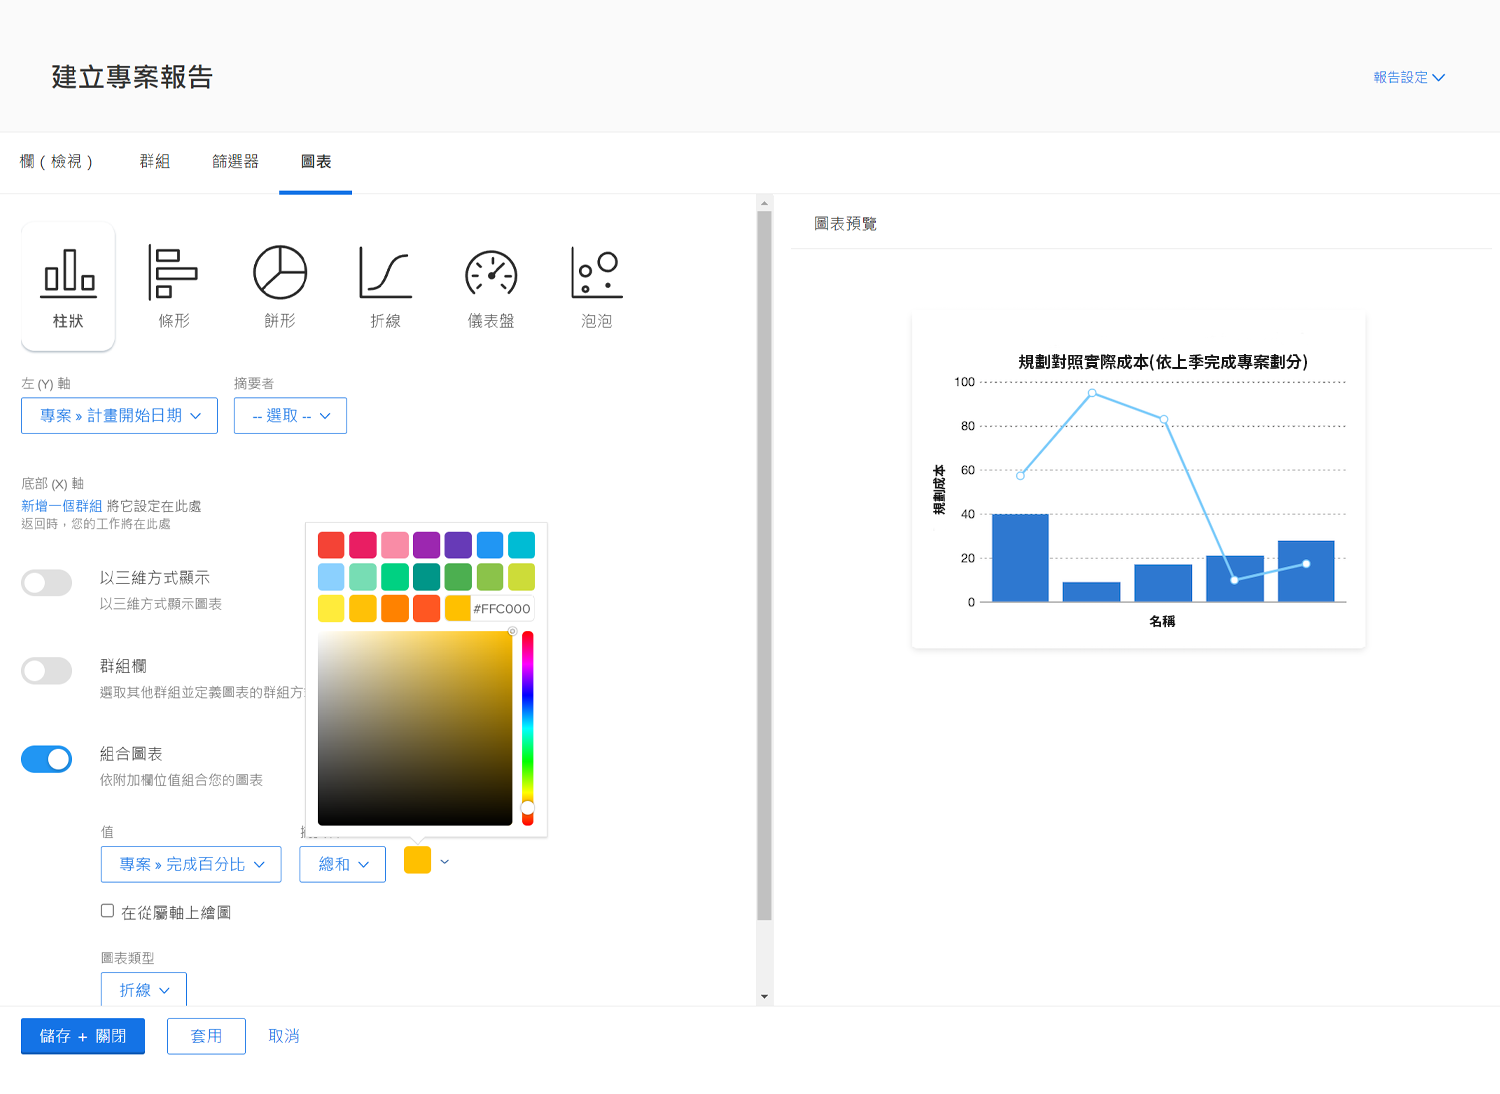 建立專案報告
報告設定
欄 ( 檢視 )
群組
篩選器
圖表
柱狀
條形
餅形
折線
儀表盤
泡泡
左 (Y) 軸
摘要者
專案 » 計畫開始日期
-- 選取 --
底部 (X) 軸
新增一個群組 將它設定在此處
返回時，您的工作將在此處
以三維方式顯示
以三維方式顯示圖表
群組欄
選取其他群組並定義圖表的群組方
組合圖表
依附加欄位值組合您的圖表
#FFC000
值
專案 » 完成百分比
總和
在從屬軸上繪圖
圖表類型
折線
儲存 + 關閉
套用
取消
圖表預覽
規劃對照實際成本(依上季完成專案劃分)
100
80
60
40
20
0
規劃成本
名稱